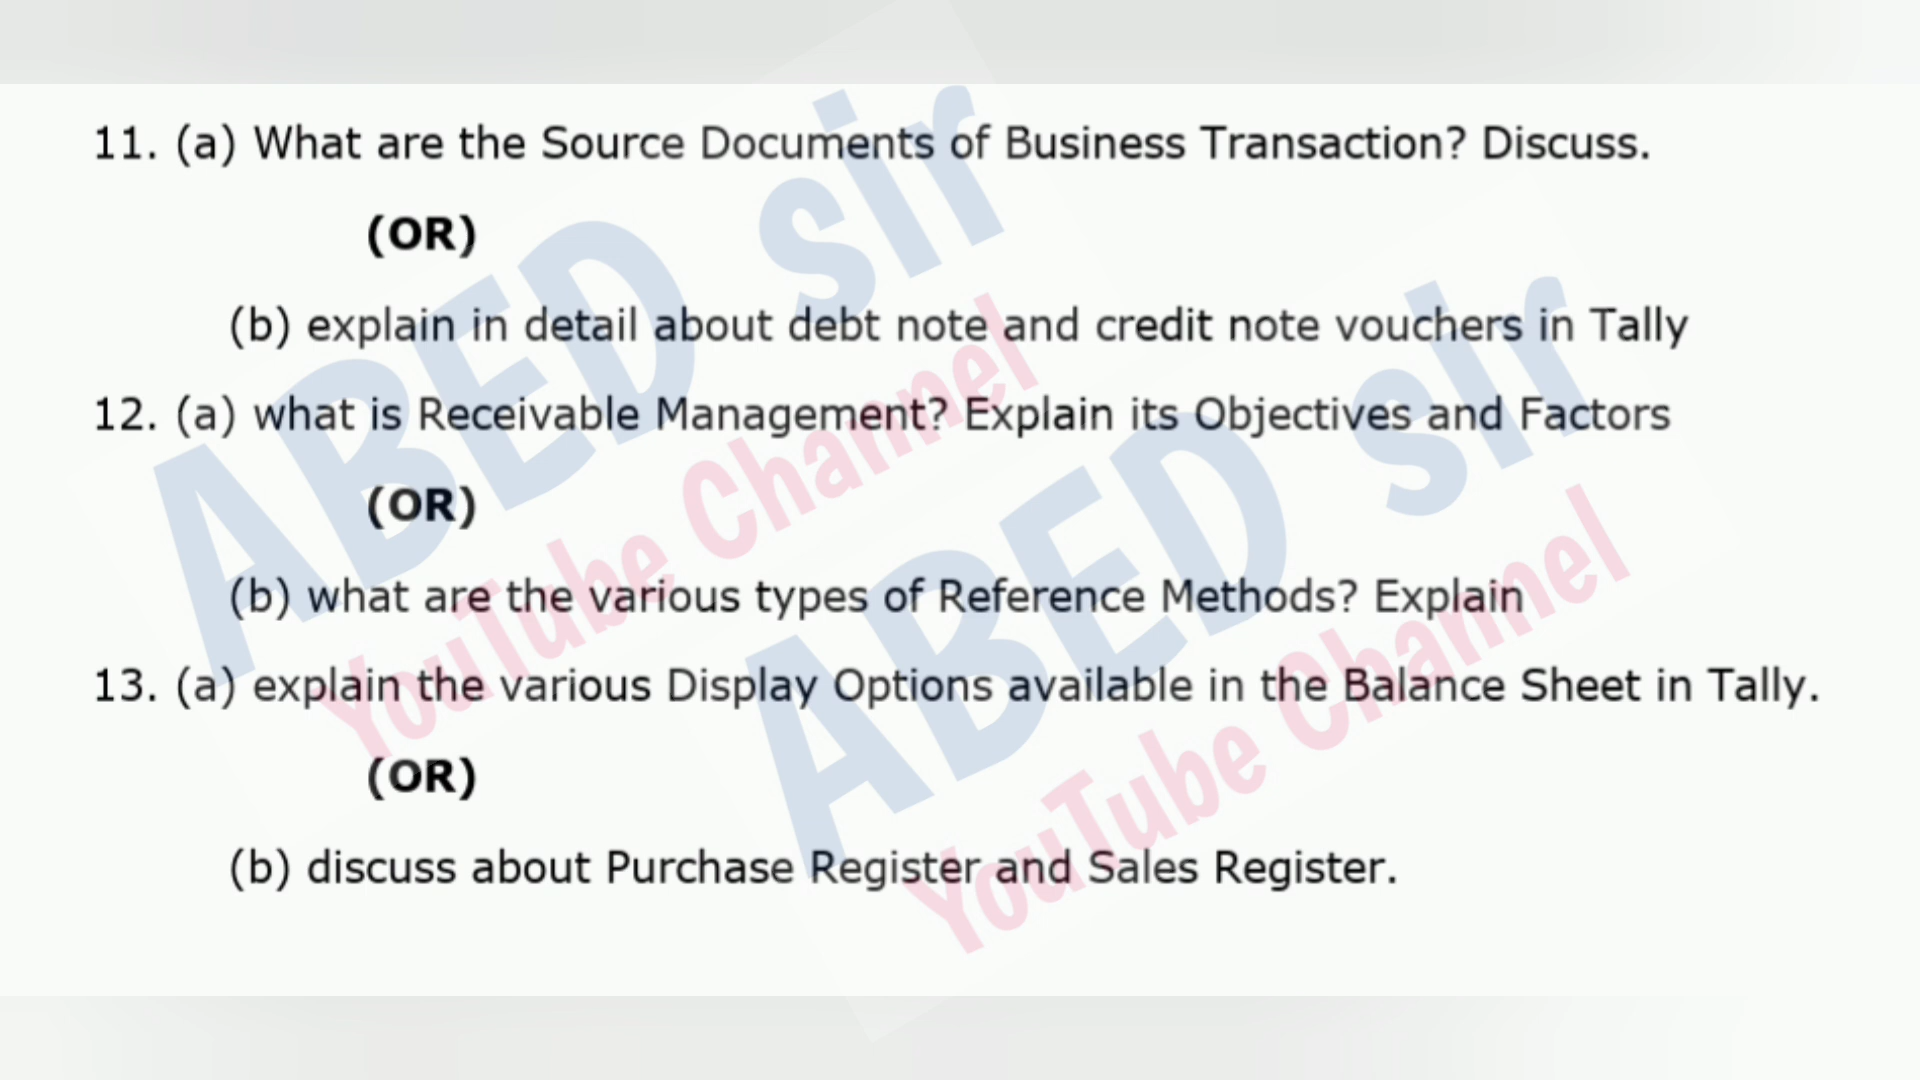 11. (a) What are the Source Documents of Business Transaction? Discuss.
(OR)
(b) explain in detail about debt note and credit note vouchers in Tally
12. (a) what is Receivable Management? Explain its Objectives and Factors
(OR)
(b) what are the various types of Reference Methods? Explain
13. (a) explain the various Display Options available in the Balance Sheet in Tally.
(OR)
(b) discuss about Purchase Register and Sales Register.
ABED sir
YouTube Channel
ABED sir
YouTube Channel